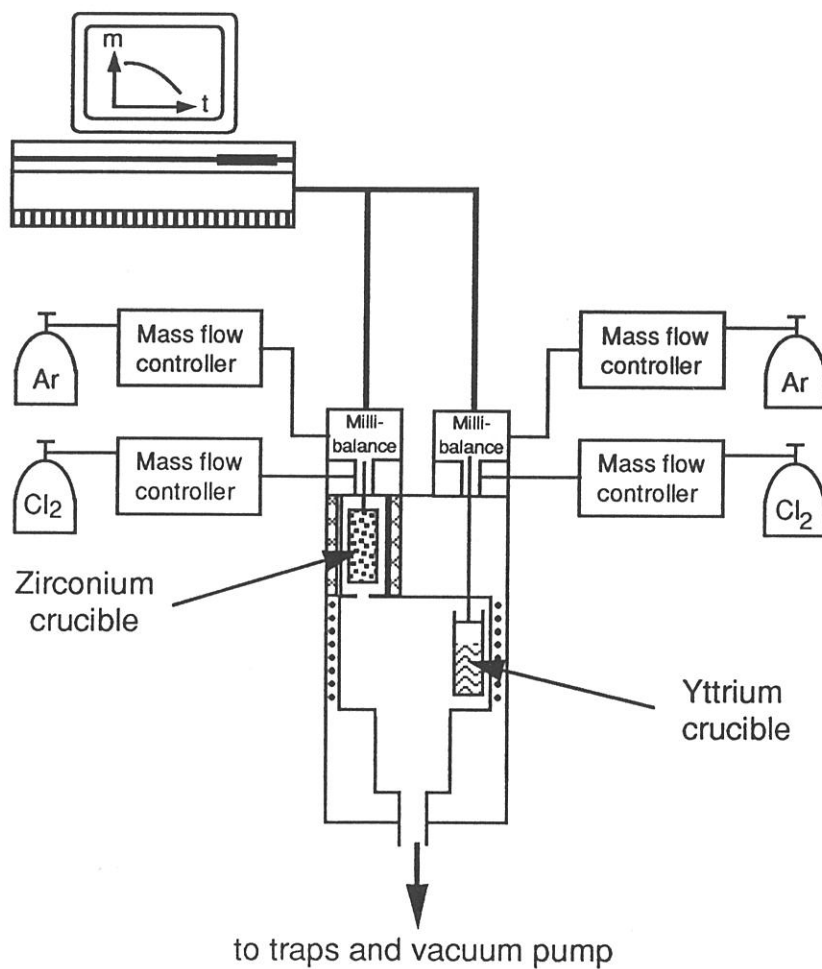 m
t
Mass flow
controller
Ar
Mass flow
controller
Ar
Milli-
balance
Milli-
balance
Mass flow
controller
Cl₂
Mass flow
controller
Cl₂
Zirconium
crucible
Yttrium
crucible
to traps and vacuum pump